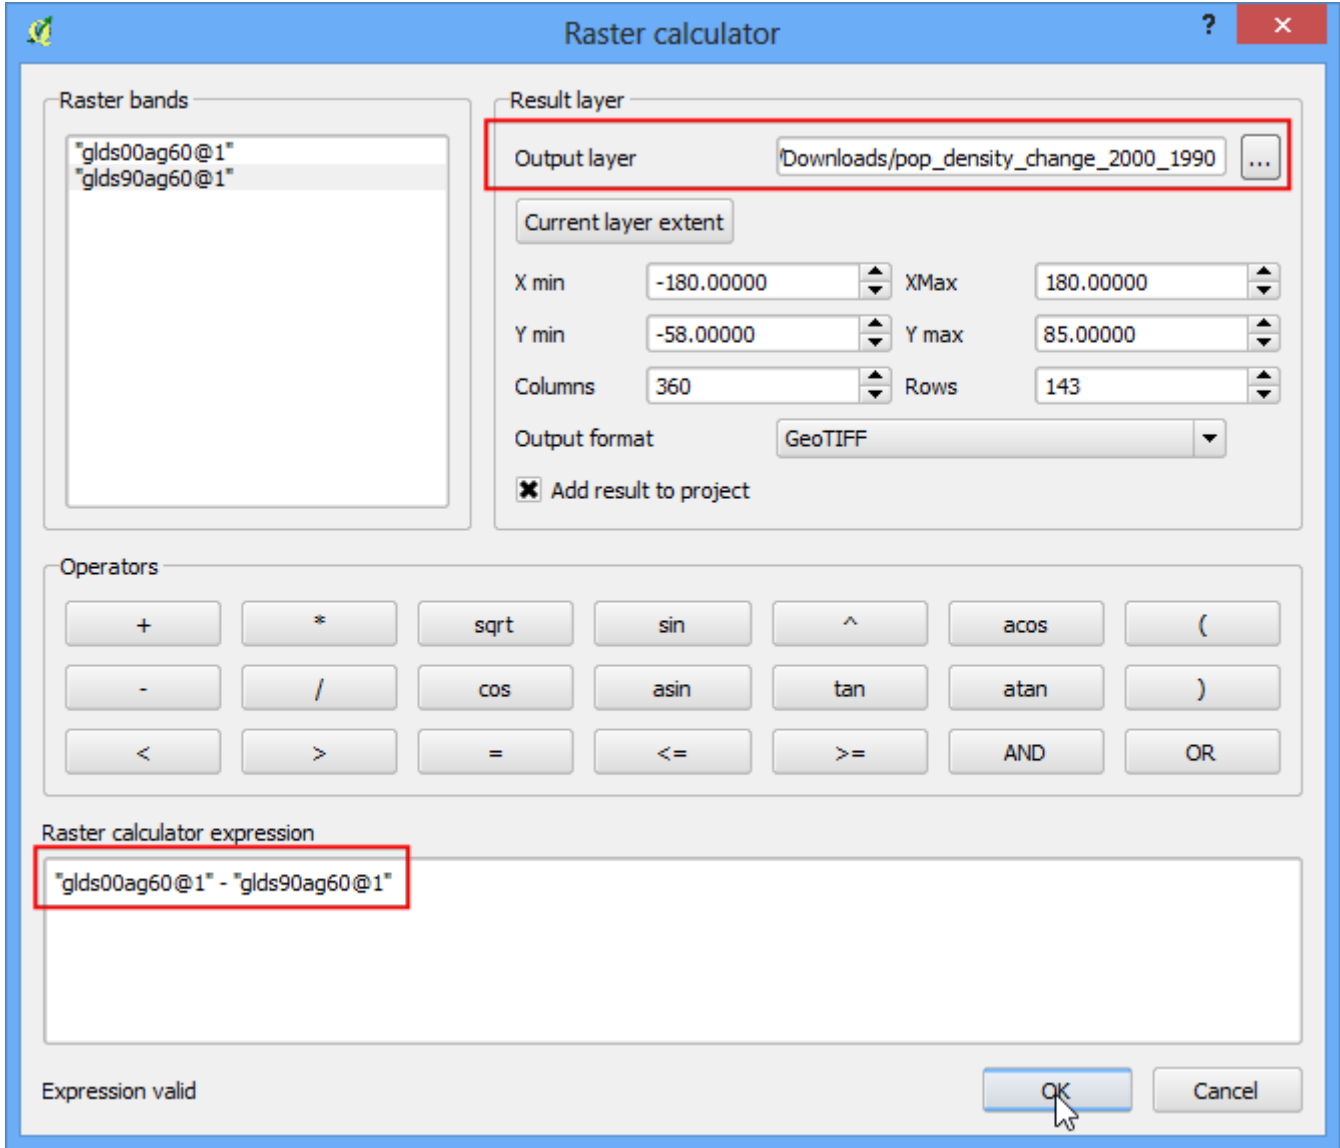 Raster calculator
?
Raster bands
"glds00ag60@1"
"glds90ag60@1"
Result layer
Output layer
/Downloads/pop_density_change_2000_1990
...
Current layer extent
X min
-180.00000
XMax
180.00000
Y min
-58.00000
Y max
85.00000
Columns
360
Rows
143
Output format
GeoTIFF
Add result to project
Operators
+ * sqrt sin ^ acos (
- / cos asin tan atan )
< > = <= >= AND OR
Raster calculator expression
"glds00ag60@1" - "glds90ag60@1"
Expression valid
OK
Cancel